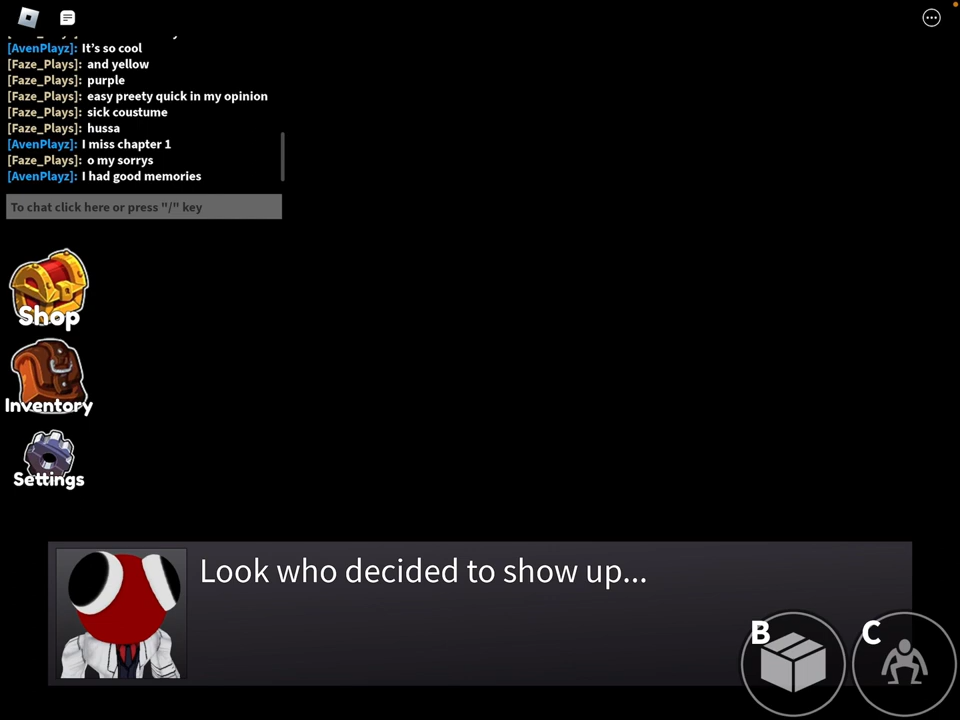 [AvenPlayz]: It's so cool
[Faze_Plays]: and yellow
[Faze_Plays]: purple
[Faze_Plays]: easy preety quick in my opinion
[Faze_Plays]: sick coustume
[Faze_Plays]: hussa
[AvenPlayz]: I miss chapter 1
[Faze_Plays]: o my sorrys
[AvenPlayz]: I had good memories
To chat click here or press "/" key
Shop
Inventory
Settings
Look who decided to show up...
B
C